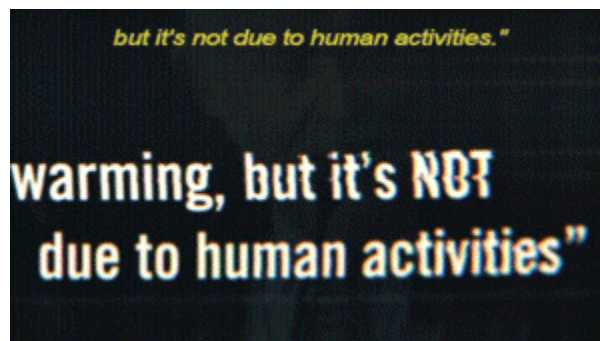 but it's not due to human activities."
warming, but it's NOT
due to human activities”